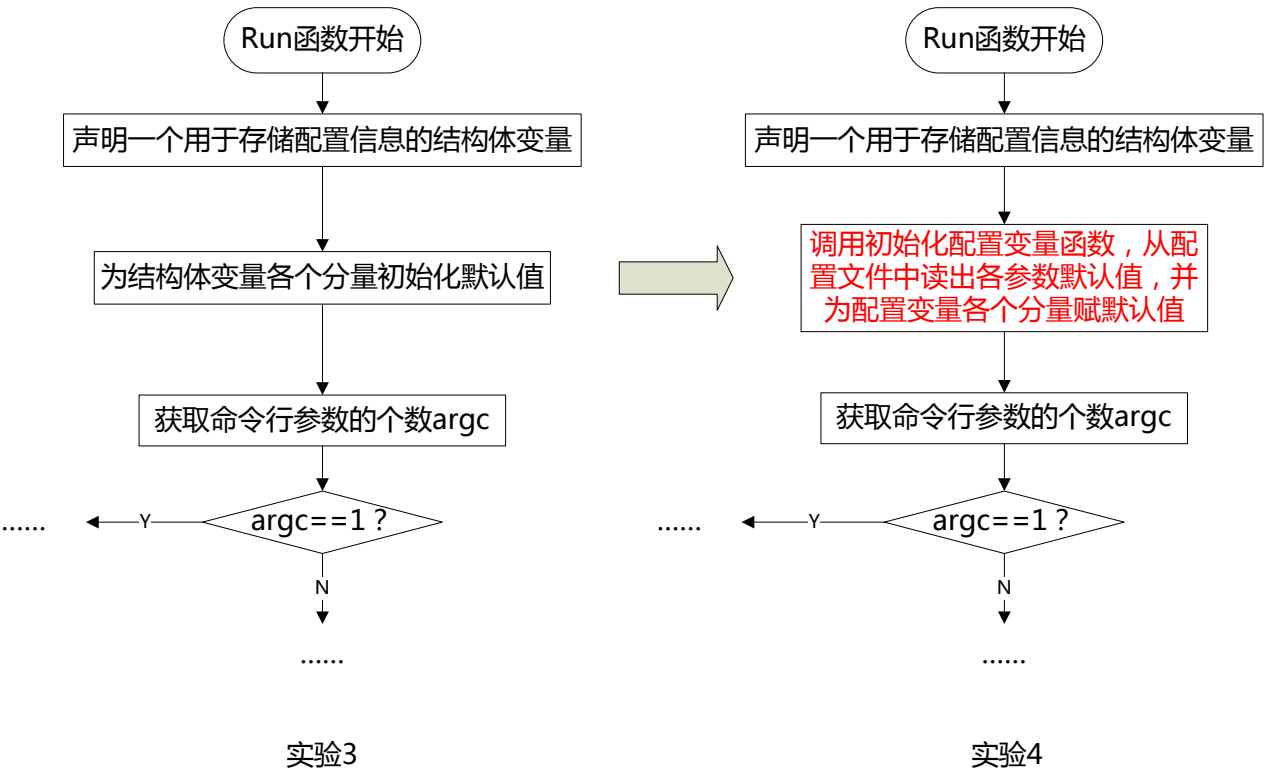 Run函数开始
声明一个用于存储配置信息的结构体变量
为结构体变量各个分量初始化默认值
获取命令行参数的个数argc
argc==1？
Y
......
N
......
实验3
Run函数开始
声明一个用于存储配置信息的结构体变量
调用初始化配置变量函数，从配
置文件中读出各参数默认值，并
为配置变量各个分量赋默认值
获取命令行参数的个数argc
argc==1？
Y
......
N
......
实验4